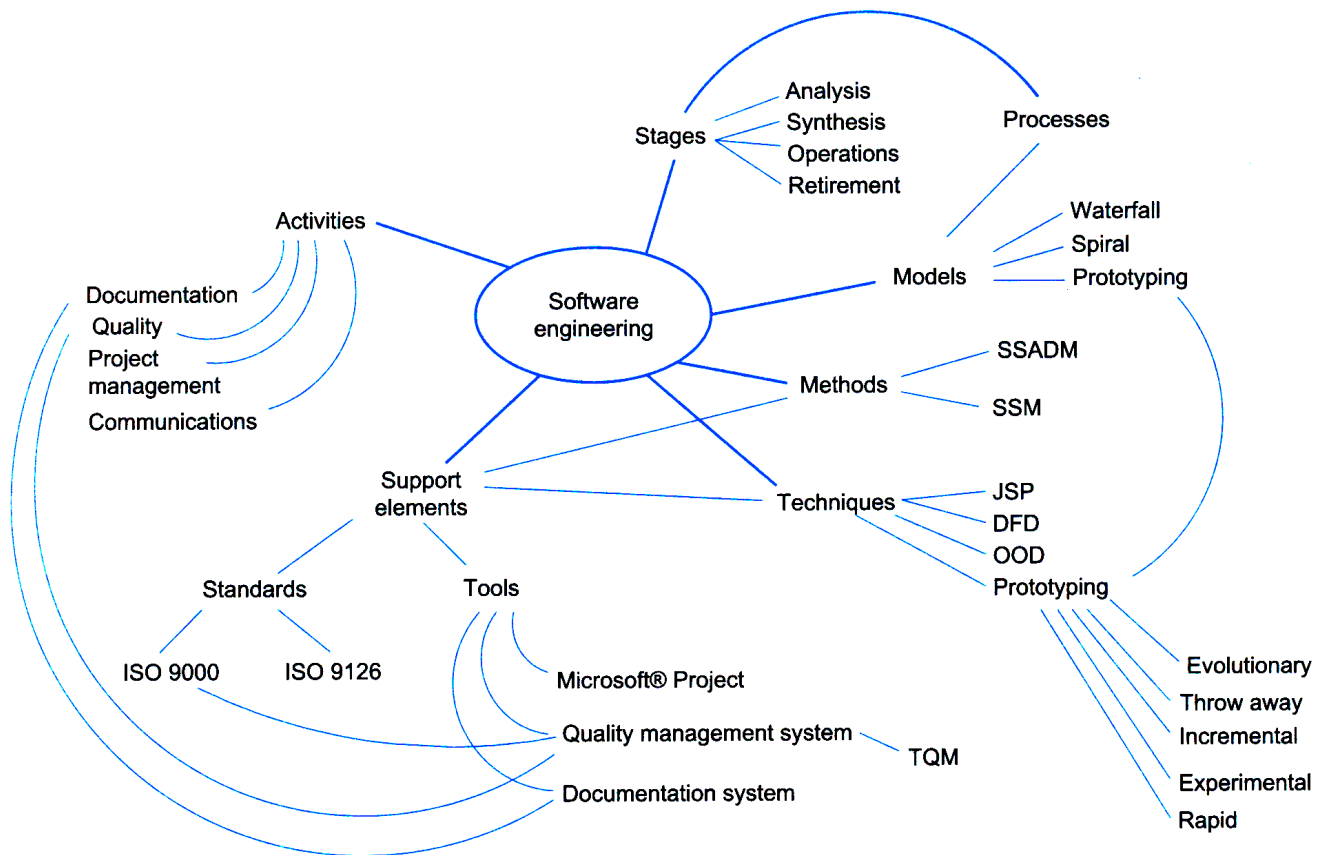 Stages
Analysis
Synthesis
Operations
Retirement
Processes
Activities
Documentation
Quality
Project
management
Communications
Software
engineering
Models
Waterfall
Spiral
Prototyping
Methods
SSADM
SSM
Support
elements
Techniques
JSP
DFD
OOD
Prototyping
Standards
Tools
ISO 9000
ISO 9126
Microsoft® Project
Quality management system
TQM
Documentation system
Evolutionary
Throw away
Incremental
Experimental
Rapid